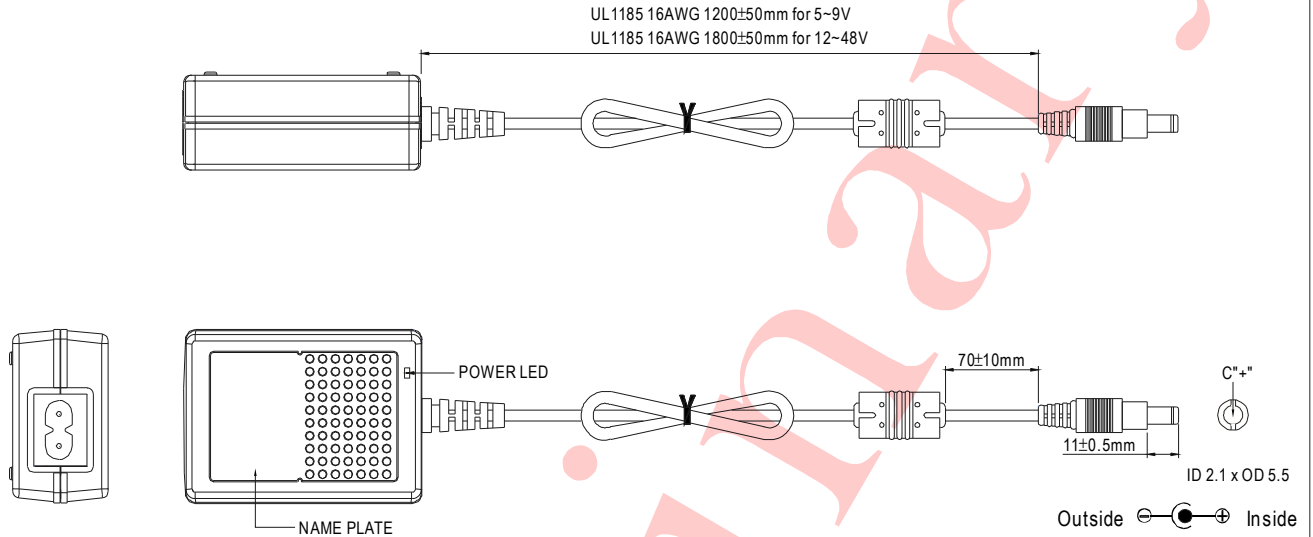 UL1185 16AWG 1200±50mm for 5~9V
UL1185 16AWG 1800±50mm for 12~48V
POWER LED
70±10mm
C"+"
11±0.5mm
ID 2.1 x OD 5.5
NAME PLATE
Outside - + Inside